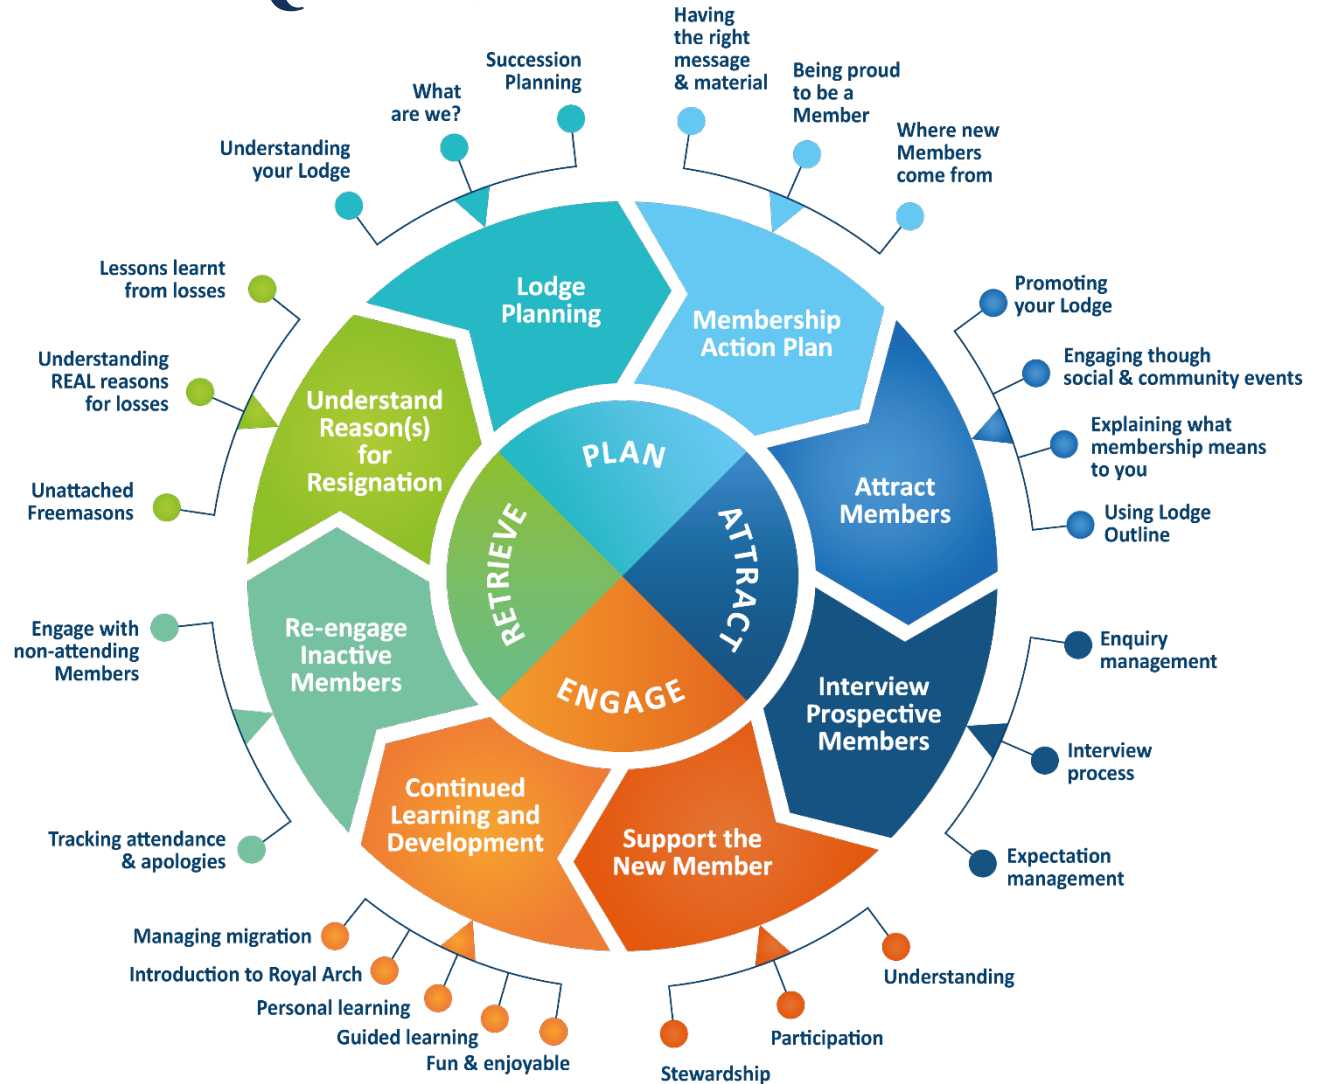 Having
the right
message
& material
Being proud
to be a
Member
Where new
Members
come from
Succession
Planning
What
are we?
Understanding
your Lodge
Lessons learnt
from losses
Understanding
REAL reasons
for losses
Unattached
Freemasons
Engage with
non-attending
Members
Tracking attendance
& apologies
Managing migration
Introduction to Royal Arch
Personal learning
Guided learning
Fun & enjoyable
Stewardship
Participation
Understanding
Expectation
management
Interview
process
Enquiry
management
Using Lodge
Outline
Explaining what
membership means
to you
Engaging though
social & community events
Promoting
your Lodge
Lodge
Planning
Membership
Action Plan
Attract
Members
Interview
Prospective
Members
Support the
New Member
Continued
Learning and
Development
Re-engage
Inactive
Members
Understand
Reason(s)
for
Resignation
PLAN
ATTRACT
ENGAGE
RETRIEVE